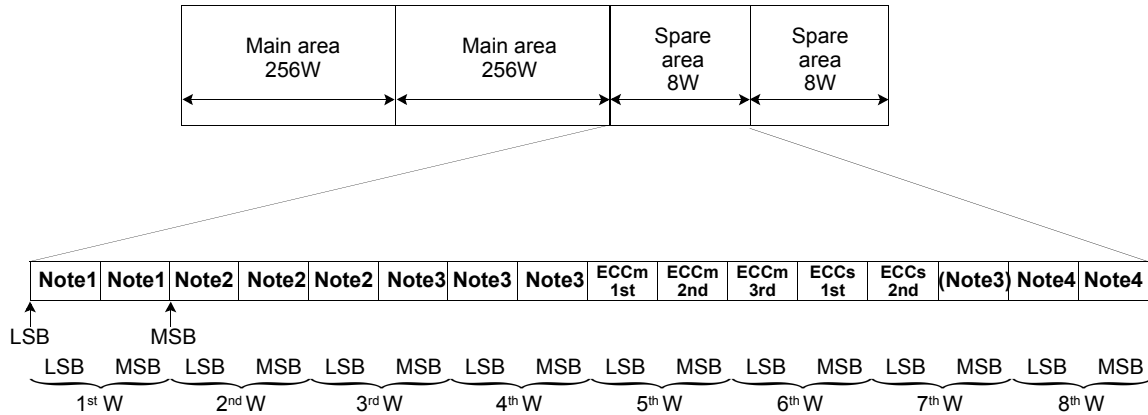 Main area
256W
Main area
256W
Spare
area
8W
Spare
area
8W
Note1 Note1 Note2 Note2 Note2 Note3 Note3 Note3 ECCm 1st ECCm 2nd ECCm 3rd ECCs 1st ECCs 2nd (Note3) Note4 Note4
LSB MSB
LSB MSB LSB MSB LSB MSB LSB MSB LSB MSB LSB MSB LSB MSB LSB MSB
1st W 2nd W 3rd W 4th W 5th W 6th W 7th W 8th W